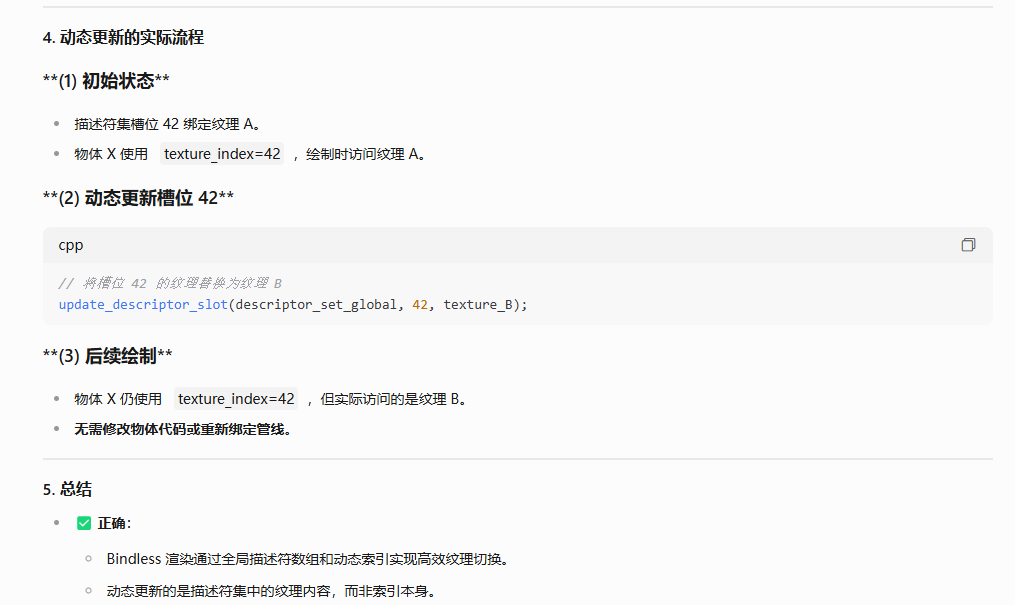 4. 动态更新的实际流程
**(1) 初始状态**
描述符集槽位 42 绑定纹理 A。
物体 X 使用 texture_index=42 ，绘制时访问纹理 A。
**(2) 动态更新槽位 42**
cpp
// 将槽位 42 的纹理替换为纹理 B
update_descriptor_slot(descriptor_set_global, 42, texture_B);
**(3) 后续绘制**
物体 X 仍使用 texture_index=42 ，但实际访问的是纹理 B。
无需修改物体代码或重新绑定管线。
5. 总结
✅ 正确：
Bindless 渲染通过全局描述符数组和动态索引实现高效纹理切换。
动态更新的是描述符集中的纹理内容，而非索引本身。